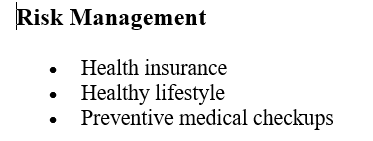 Risk Management
• Health insurance
• Healthy lifestyle
• Preventive medical checkups